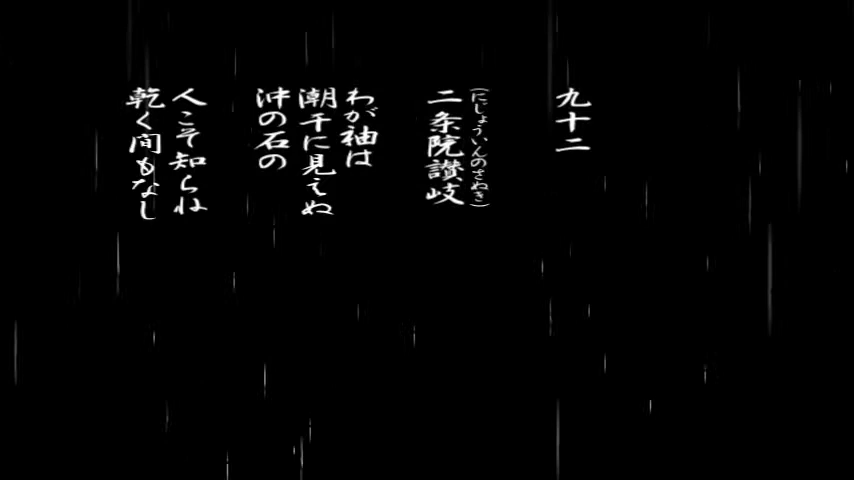 九十二
(にじょういんのさぬき)
二条院讃岐
わが袖は
潮干に見えぬ
沖の石の
人こそ知らね
乾く間もなし